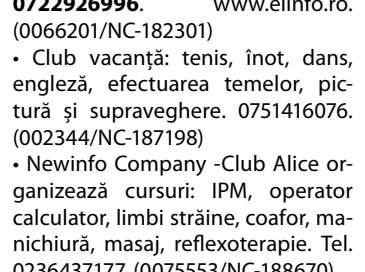 0722926996. www.elinfo.ro.
(0066201/NC-182301)
• Club vacanță: tenis, înot, dans,
engleză, efectuarea temelor, pic-
tură și supraveghere. 0751416076.
(002344/NC-187198)
• Newinfo Company -Club Alice or-
ganizează cursuri: IPM, operator
calculator, limbi străine, coafor, ma-
nichiură, masaj, reflexoterapie. Tel.
0236437177. (0075553/NC-188670)